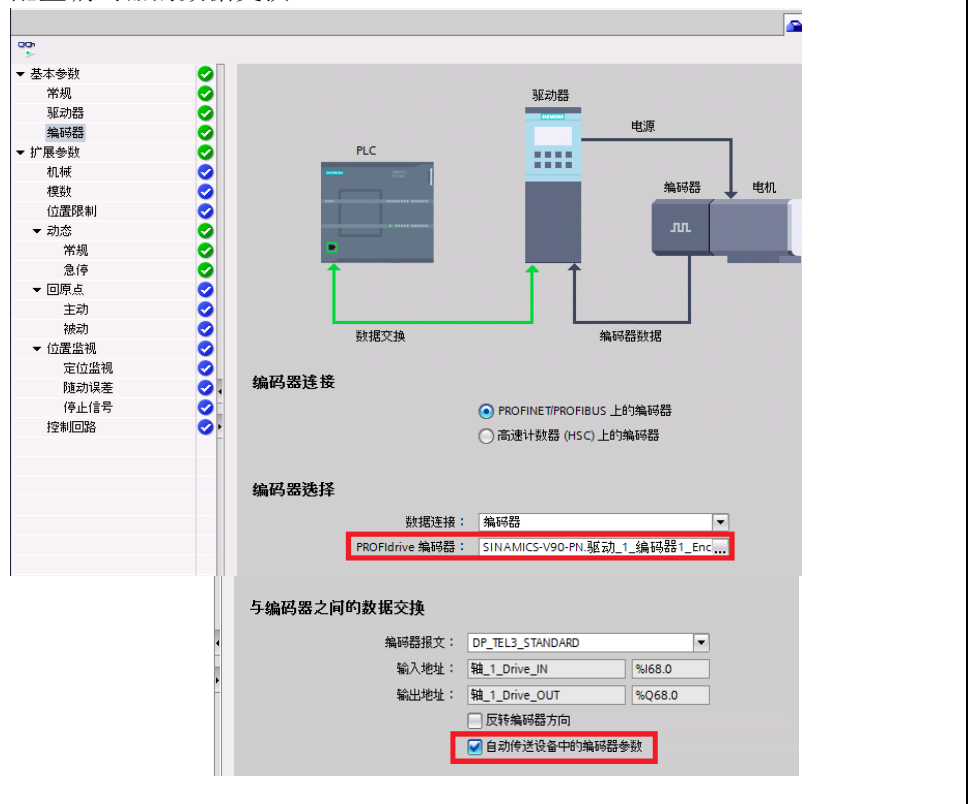 基本参数
常规
驱动器
编码器
扩展参数
机械
模数
位置限制
动态
常规
急停
回原点
主动
被动
位置监视
定位监视
随动误差
停止信号
控制回路
驱动器
SIEMENS
电源
PLC
SIEMENS
编码器
电机
数据交换
编码器数据
编码器连接
PROFINET/PROFIBUS 上的编码器
高速计数器 (HSC) 上的编码器
编码器选择
数据连接： 编码器
PROFIdrive 编码器： SINAMICS-V90-PN.驱动_1_编码器1_Enc ...
与编码器之间的数据交换
编码器报文： DP_TEL3_STANDARD
输入地址： 轴_1_Drive_IN %I68.0
输出地址： 轴_1_Drive_OUT %Q68.0
反转编码器方向
自动传送设备中的编码器参数